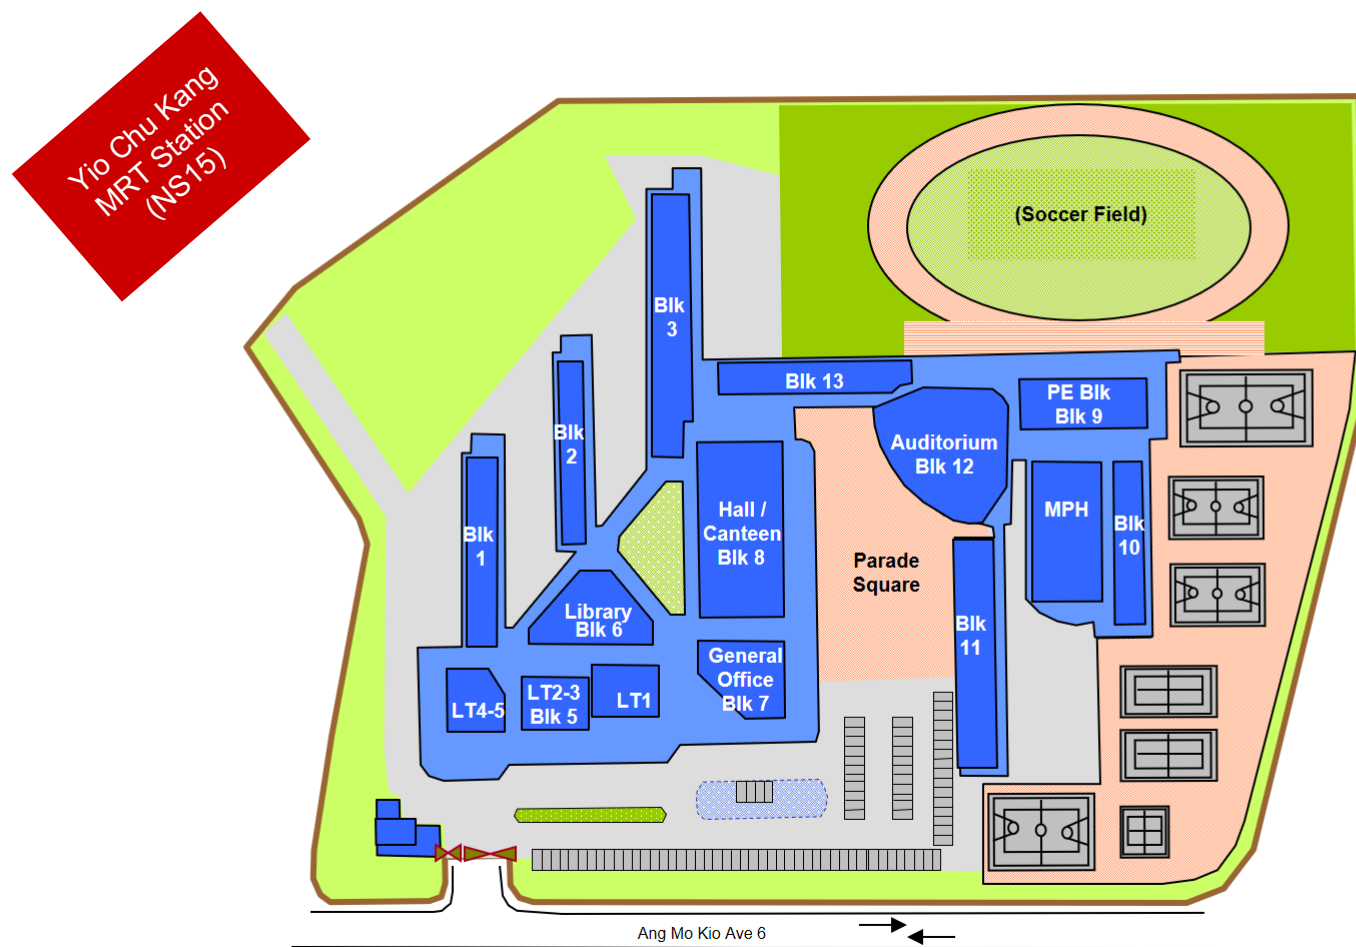 Yio Chu Kang
MRT Station
(NS15)
(Soccer Field)
Blk
3
Blk 13
PE Blk
Blk 9
Blk
2
Auditorium
Blk 12
Blk
1
Hall /
Canteen
Blk 8
MPH
Blk
10
Parade
Square
Library
Blk 6
Blk
11
General
Office
Blk 7
LT4-5
LT2-3
Blk 5
LT1
Ang Mo Kio Ave 6